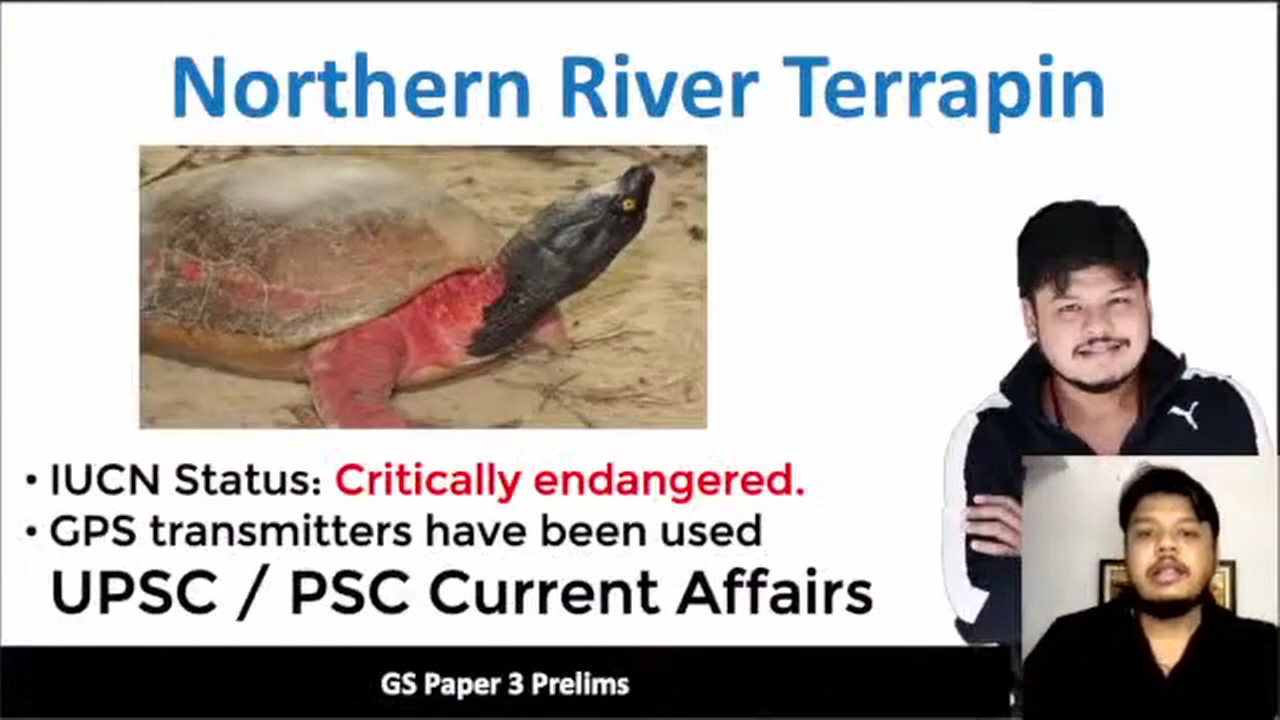 Northern River Terrapin
• IUCN Status: Critically endangered.
• GPS transmitters have been used
UPSC / PSC Current Affairs
GS Paper 3 Prelims